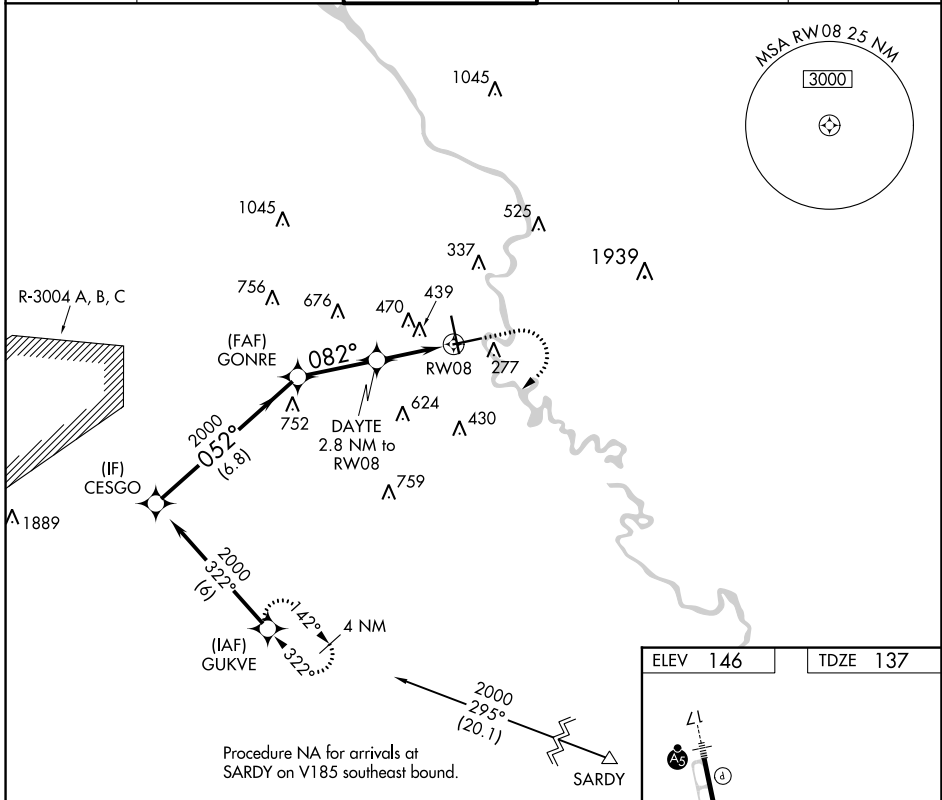 MSA RW08 25 NM
3000
1045
1045
525
337
1939
756
676
470
439
R-3004 A, B, C
(FAF)
GONRE
082°
RW08
277
752
DAYTE
2.8 NM to
RW08
624
430
2000
052°
(6.8)
(IF)
CESGO
759
1889
2000
322°
(6)
142°
4 NM
322°
(IAF)
GUKVE
ELEV 146
TDZE 137
2000
295°
(20.1)
17
A5
P
Procedure NA for arrivals at
SARDY on V185 southeast bound.
SARDY